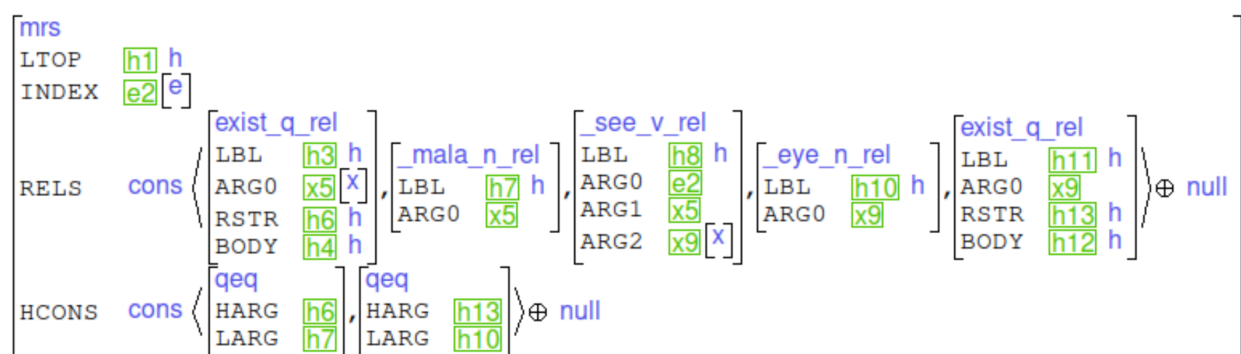 mrs
LTOP h1 h
INDEX e2 [e]
RELS cons ⟨ [exist_q_rel LBL h3 h ARG0 x5 [x] RSTR h6 h BODY h4 h], [_mala_n_rel LBL h7 h ARG0 x5], [_see_v_rel LBL h8 h ARG0 e2 ARG1 x5 ARG2 x9 [x]], [_eye_n_rel LBL h10 h ARG0 x9], [exist_q_rel LBL h11 h ARG0 x9 RSTR h13 h BODY h12 h] ⟩ ⊕ null
HCONS cons ⟨ [qeq HARG h6 LARG h7], [qeq HARG h13 LARG h10] ⟩ ⊕ null